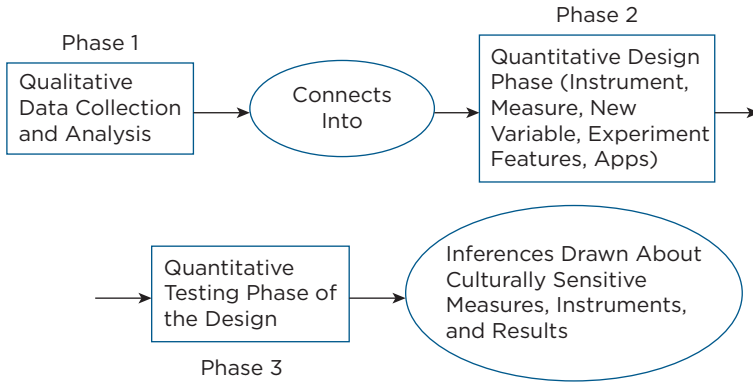 Phase 1
Qualitative
Data Collection
and Analysis
Connects
Into
Phase 2
Quantitative Design
Phase (Instrument,
Measure, New
Variable, Experiment
Features, Apps)
Quantitative
Testing Phase of
the Design
Phase 3
Inferences Drawn About
Culturally Sensitive
Measures, Instruments,
and Results